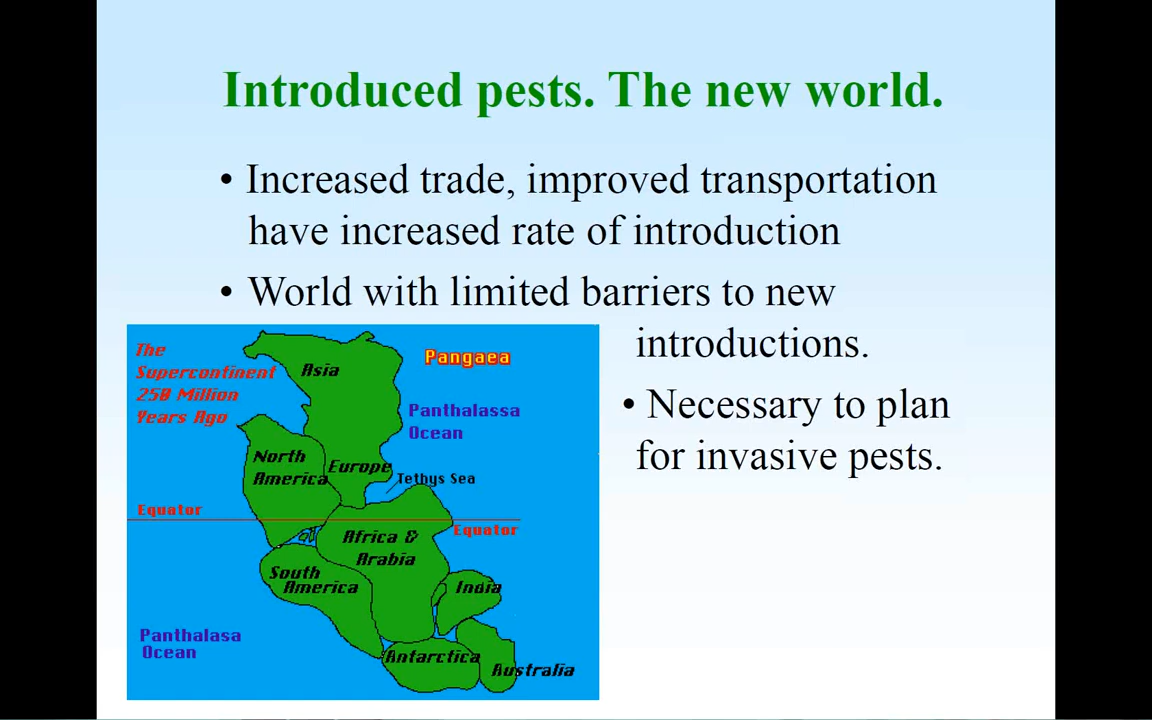 Introduced pests. The new world.
• Increased trade, improved transportation
have increased rate of introduction
• World with limited barriers to new
introductions.
• Necessary to plan
for invasive pests.
The
Supercontinent
250 Million
Years Ago
Pangaea
Asia
Panthalassa
Ocean
North
America
Europe
Tethys Sea
Equator
Equator
Africa &
Arabia
South
America
India
Panthalasa
Ocean
Antarctica
Australia